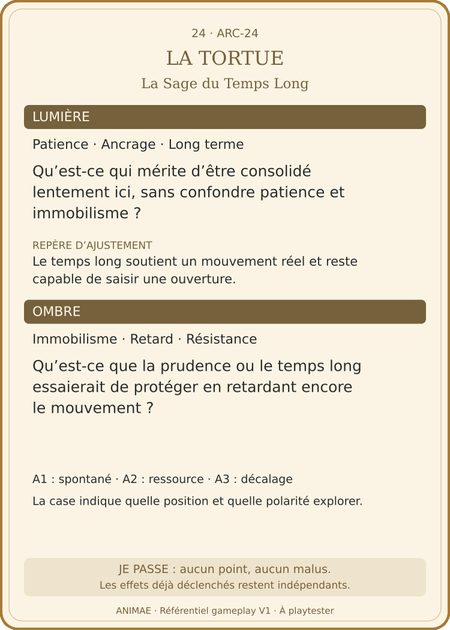 24 · ARC-24
LA TORTUE
La Sage du Temps Long
LUMIÈRE
Patience · Ancrage · Long terme
Qu’est-ce qui mérite d’être consolidé
lentement ici, sans confondre patience et
immobilisme ?
REPÈRE D’AJUSTEMENT
Le temps long soutient un mouvement réel et reste
capable de saisir une ouverture.
OMBRE
Immobilisme · Retard · Résistance
Qu’est-ce que la prudence ou le temps long
essaierait de protéger en retardant encore
le mouvement ?
A1 : spontané · A2 : ressource · A3 : décalage
La case indique quelle position et quelle polarité explorer.
JE PASSE : aucun point, aucun malus.
Les effets déjà déclenchés restent indépendants.
ANIMAE · Référentiel gameplay V1 · À playtester